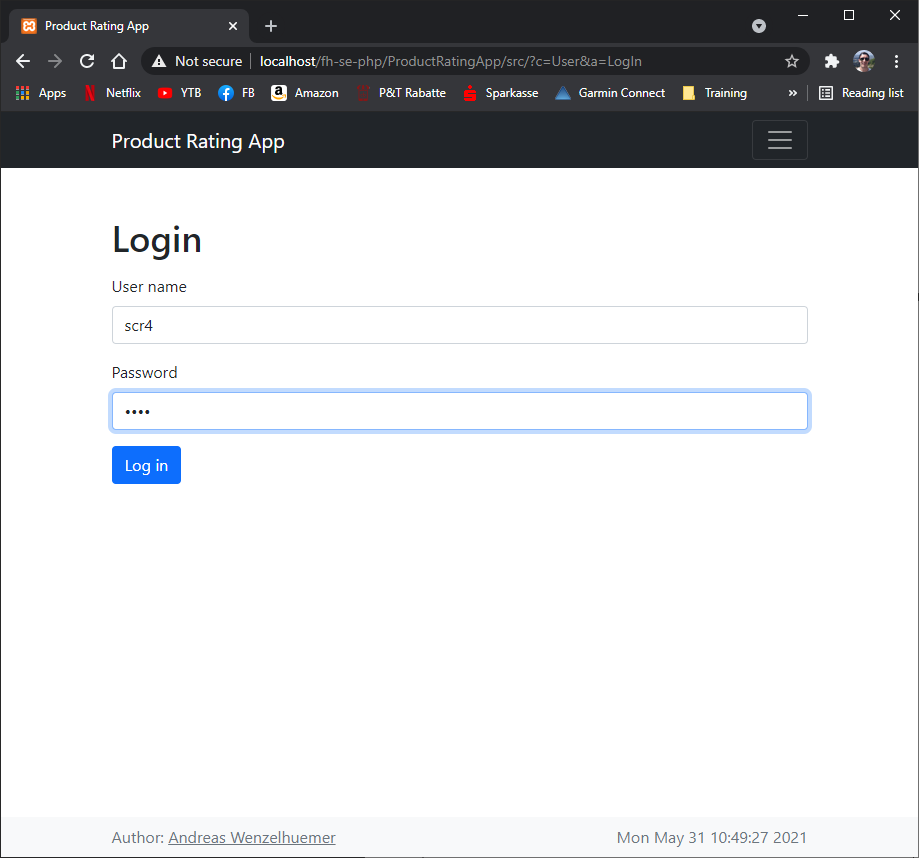 Product Rating App
Not secure localhost/fh-se-php/ProductRatingApp/src/?c=User&a=LogIn
Apps Netflix YTB FB Amazon P&T Rabatte Sparkasse Garmin Connect Training » Reading list
Product Rating App
Login
User name
scr4
Password
••••
Log in
Author: Andreas Wenzelhuemer Mon May 31 10:49:27 2021